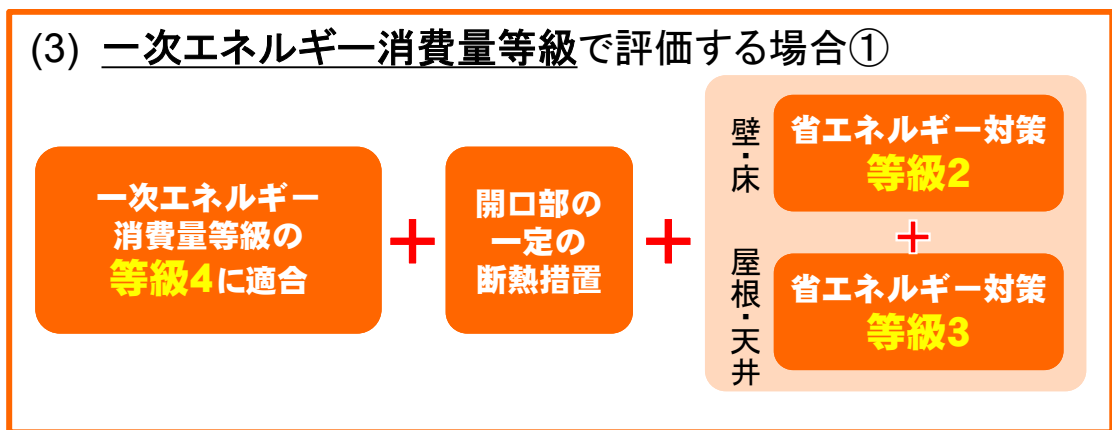 (3) 一次エネルギー消費量等級で評価する場合①
一次エネルギー
消費量等級の
等級4に適合
+
開口部の
一定の
断熱措置
+
壁・床
省エネルギー対策
等級2
+
屋根・天井
省エネルギー対策
等級3